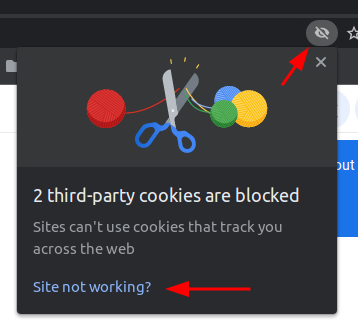 out
2 third-party cookies are blocked
Sites can't use cookies that track you
across the web
Site not working?